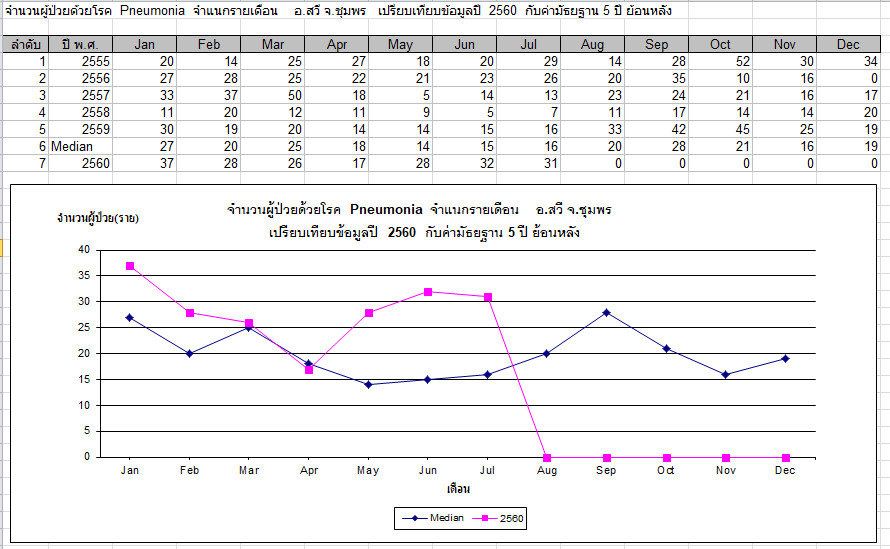 จำนวนผู้ป่วยด้วยโรค Pneumonia จำแนกรายเดือน อ.สวี จ.ชุมพร เปรียบเทียบข้อมูลปี 2560 กับค่ามัธยฐาน 5 ปี ย้อนหลัง
ลำดับ ปี พ.ศ. Jan Feb Mar Apr May Jun Jul Aug Sep Oct Nov Dec
1 2555 20 14 25 27 18 20 29 14 28 52 30 34
2 2556 27 28 25 22 21 23 26 20 35 10 16 0
3 2557 33 37 50 18 5 14 13 23 24 21 16 17
4 2558 11 20 12 11 9 5 7 11 17 14 14 20
5 2559 30 19 20 14 14 15 16 33 42 45 25 19
6 Median 27 20 25 18 14 15 16 20 28 21 16 19
7 2560 37 28 26 17 28 32 31 0 0 0 0 0
จำนวนผู้ป่วยด้วยโรค Pneumonia จำแนกรายเดือน อ.สวี จ.ชุมพร
เปรียบเทียบข้อมูลปี 2560 กับค่ามัธยฐาน 5 ปี ย้อนหลัง
จำนวนผู้ป่วย(ราย)
40
35
30
25
20
15
10
5
0
Jan Feb Mar Apr May Jun Jul Aug Sep Oct Nov Dec
เดือน
Median 2560